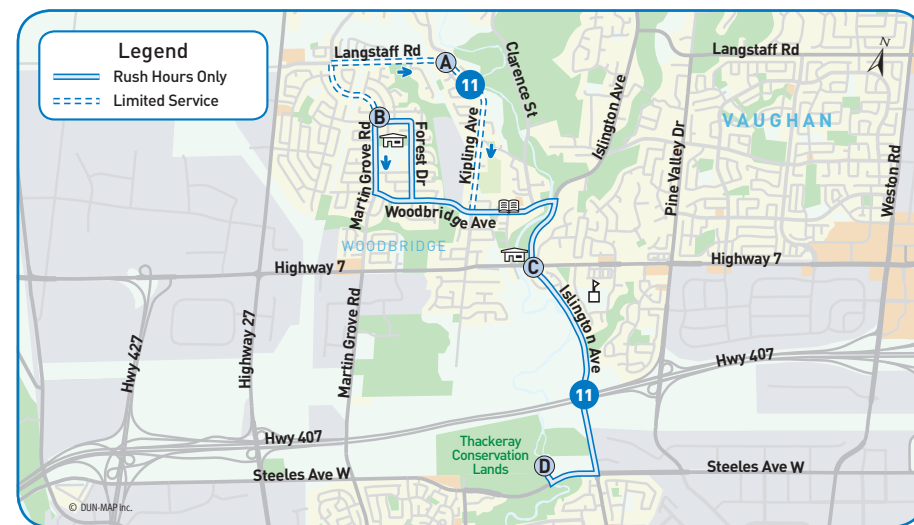 Legend
Rush Hours Only
Limited Service
Langstaff Rd
A
11
Clarence St
Islington Ave
Langstaff Rd
N
VAUGHAN
Pine Valley Dr
Weston Rd
B
Martin Grove Rd
Forest Dr
Kipling Ave
Woodbridge Ave
WOODBRIDGE
Highway 7
C
Highway 7
Islington Ave
Hwy 427
Highway 27
Martin Grove Rd
Hwy 407
11
Hwy 407
Thackeray
Conservation
Lands
D
Steeles Ave W
Steeles Ave W
© DUN-MAP Inc.